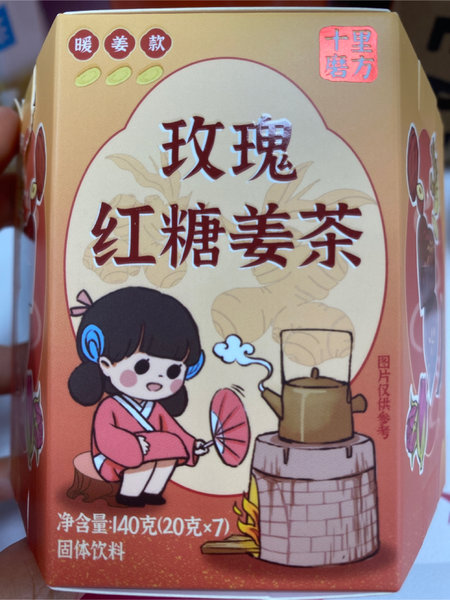 暖姜款
十里
磨方
玫瑰
红糖姜茶
图片仅供参考
净含量:140克(20克×7)
固体饮料